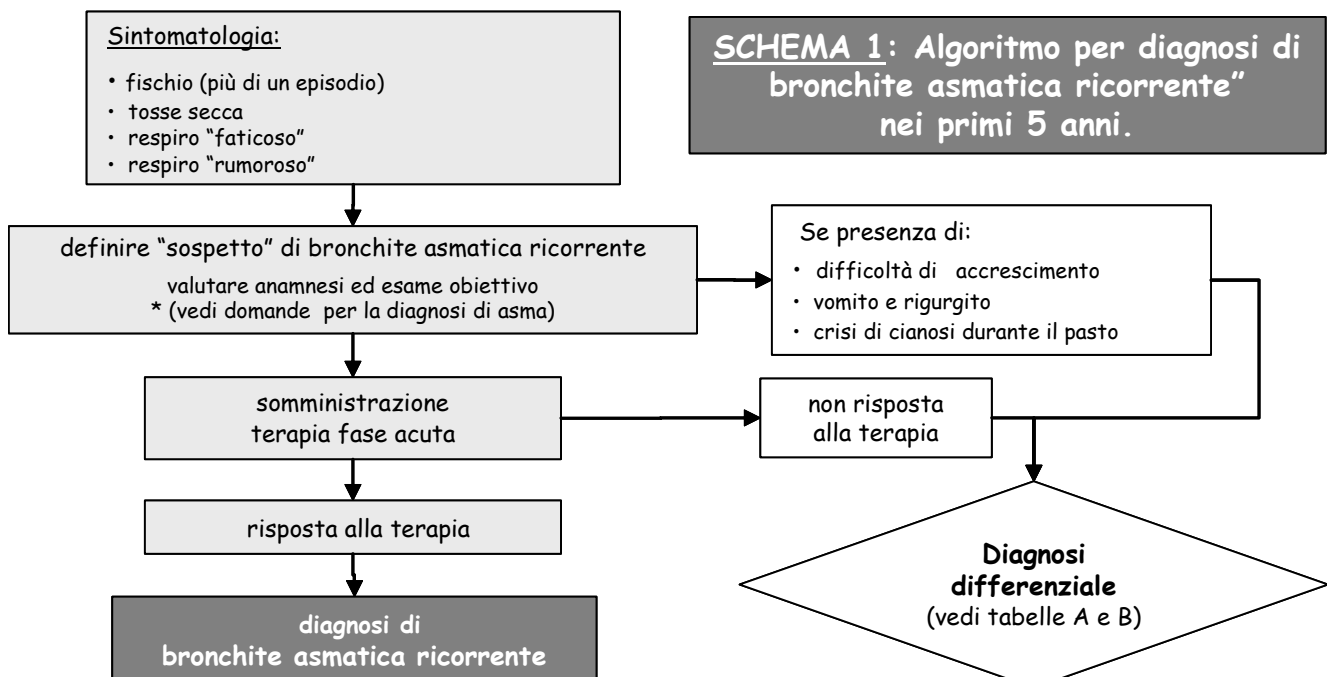 Sintomatologia:
• fischio (più di un episodio)
• tosse secca
• respiro “faticoso”
• respiro “rumoroso”
SCHEMA 1: Algoritmo per diagnosi di
bronchite asmatica ricorrente”
nei primi 5 anni.
definire “sospetto” di bronchite asmatica ricorrente
valutare anamnesi ed esame obiettivo
* (vedi domande per la diagnosi di asma)
Se presenza di:
• difficoltà di accrescimento
• vomito e rigurgito
• crisi di cianosi durante il pasto
somministrazione
terapia fase acuta
non risposta
alla terapia
risposta alla terapia
Diagnosi
differenziale
(vedi tabelle A e B)
diagnosi di
bronchite asmatica ricorrente